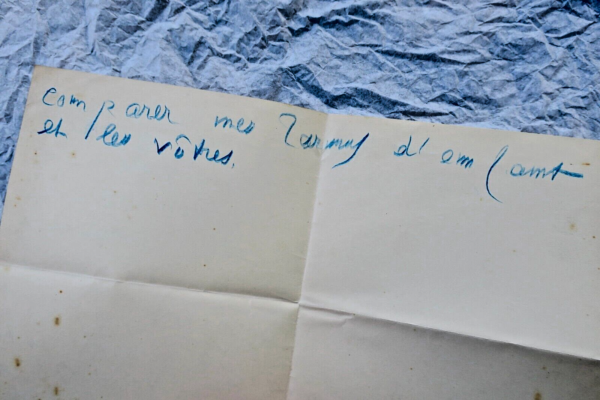 comparer mes larmes d'enfant
et les vôtres.